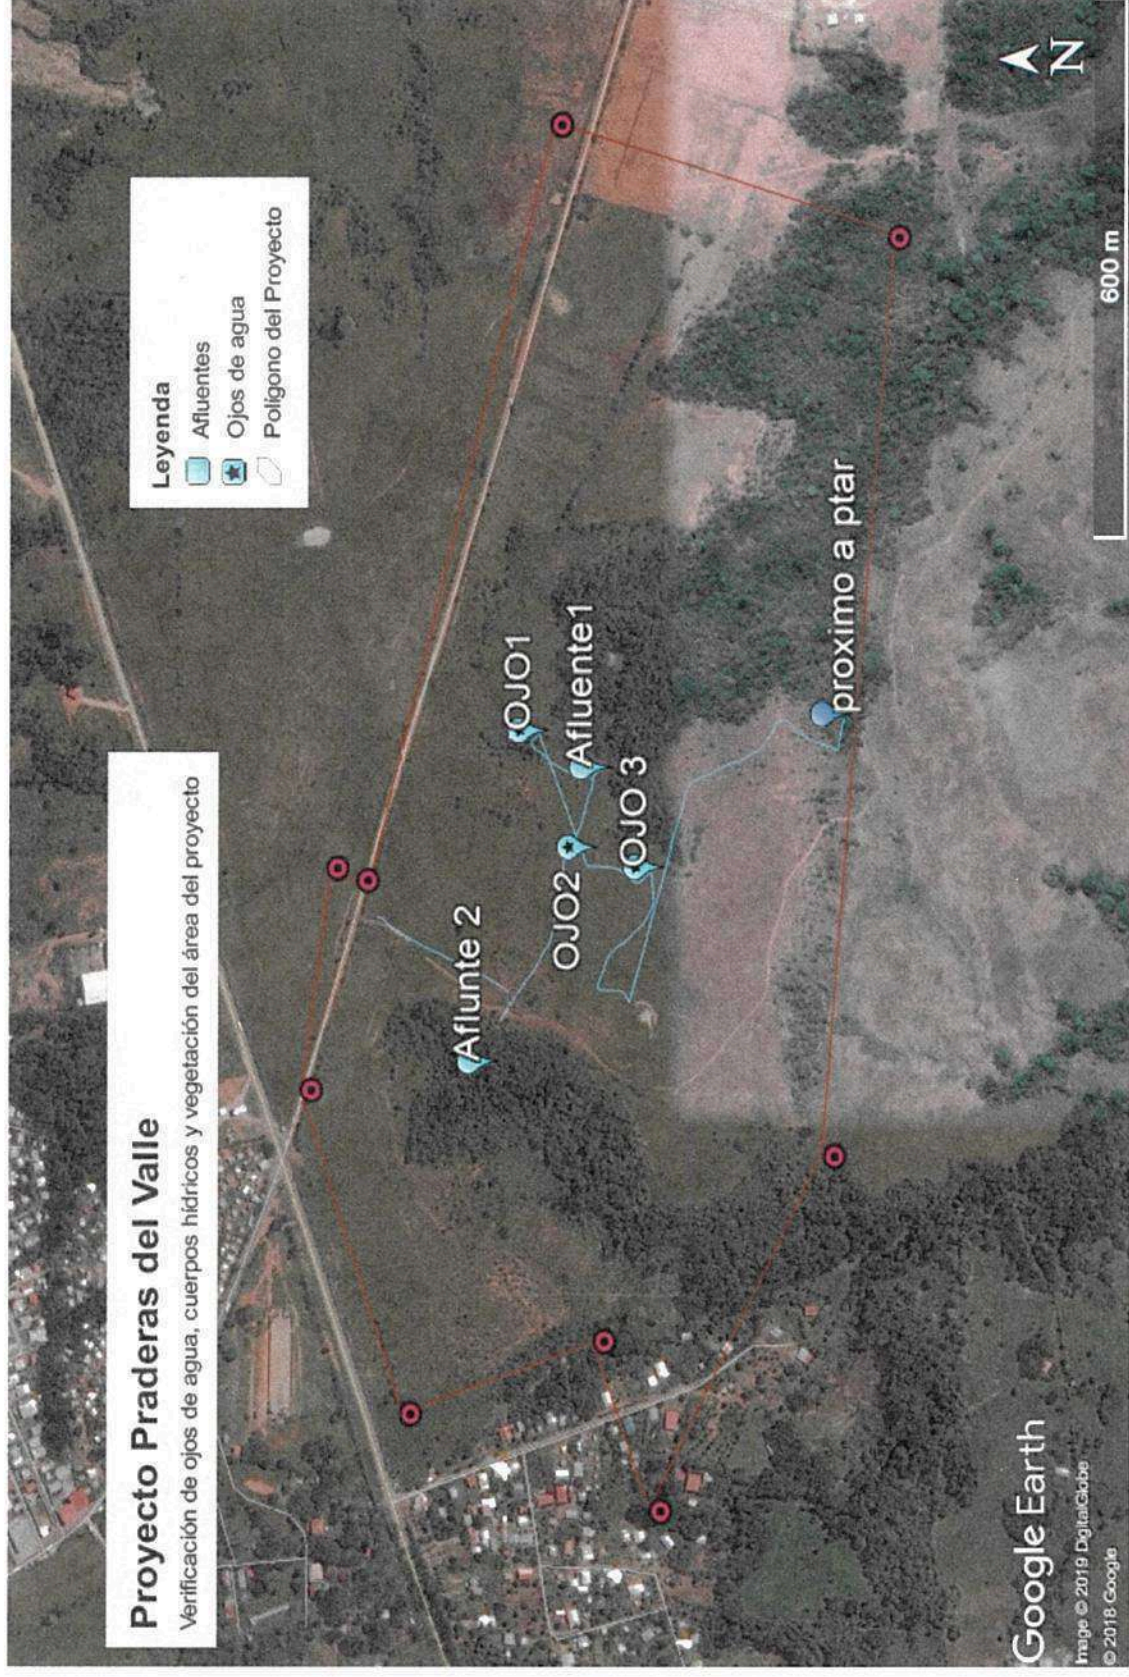 Proyecto Praderas del Valle
Verificación de ojos de agua, cuerpos hídricos y vegetación del área del proyecto
Leyenda
Afluentes
Ojos de agua
Poligono del Proyecto
Aflunte 2
OJO1
OJO2
Afluente1
OJO 3
proximo a ptar
Google Earth
Image © 2019 DigitalGlobe
© 2018 Google
600 m
N